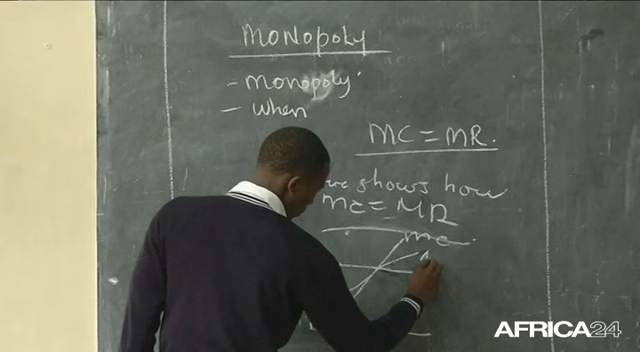 MONOPOLY
- monopoly
- when
MC = MR.
shows how
MC = MR
MC
AFRICA24